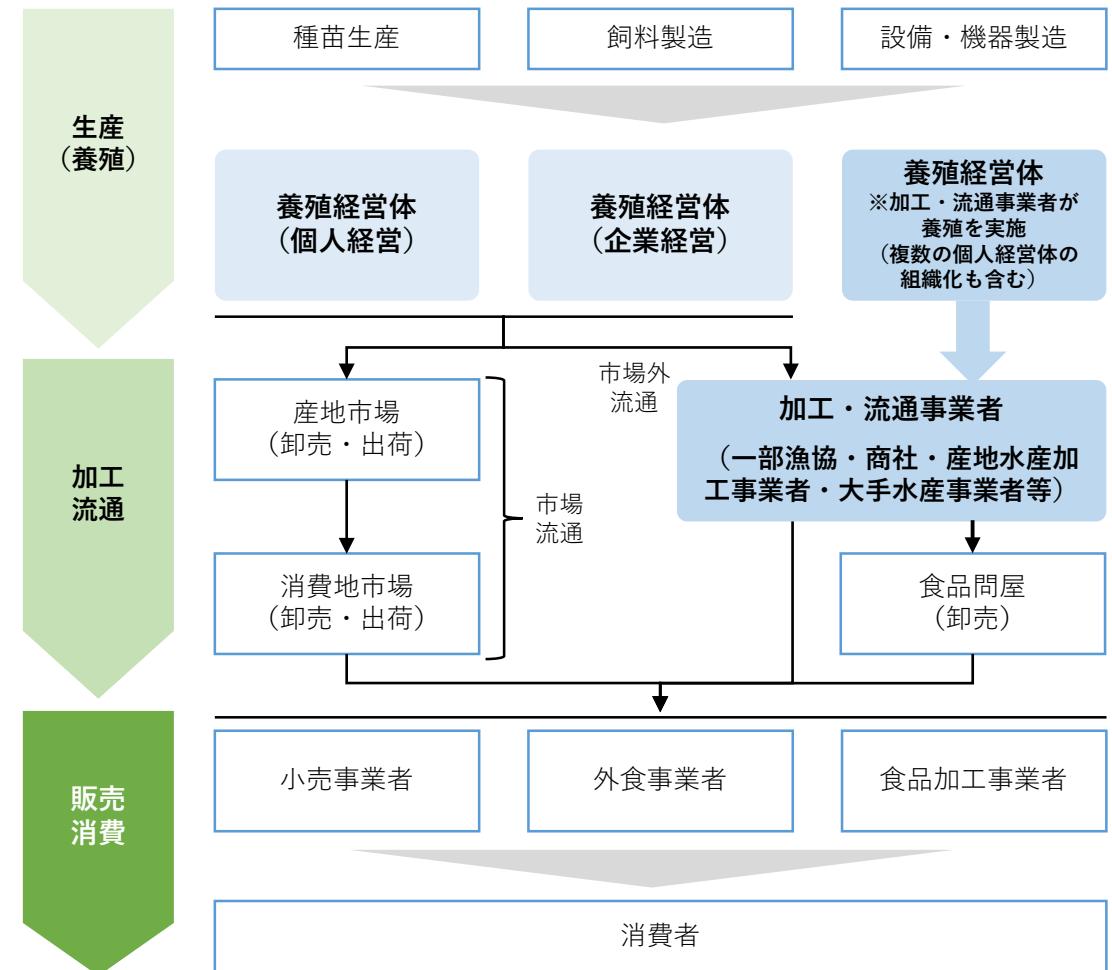 種苗生産
飼料製造
設備・機器製造
生産
（養殖）
養殖経営体
（個人経営）
養殖経営体
（企業経営）
養殖経営体
※加工・流通事業者が
養殖を実施
（複数の個人経営体の
組織化も含む）
加工
流通
産地市場
（卸売・出荷）
市場外
流通
加工・流通事業者
（一部漁協・商社・産地水産加
工事業者・大手水産事業者等）
市場
流通
消費地市場
（卸売・出荷）
食品問屋
（卸売）
販売
消費
小売事業者
外食事業者
食品加工事業者
消費者